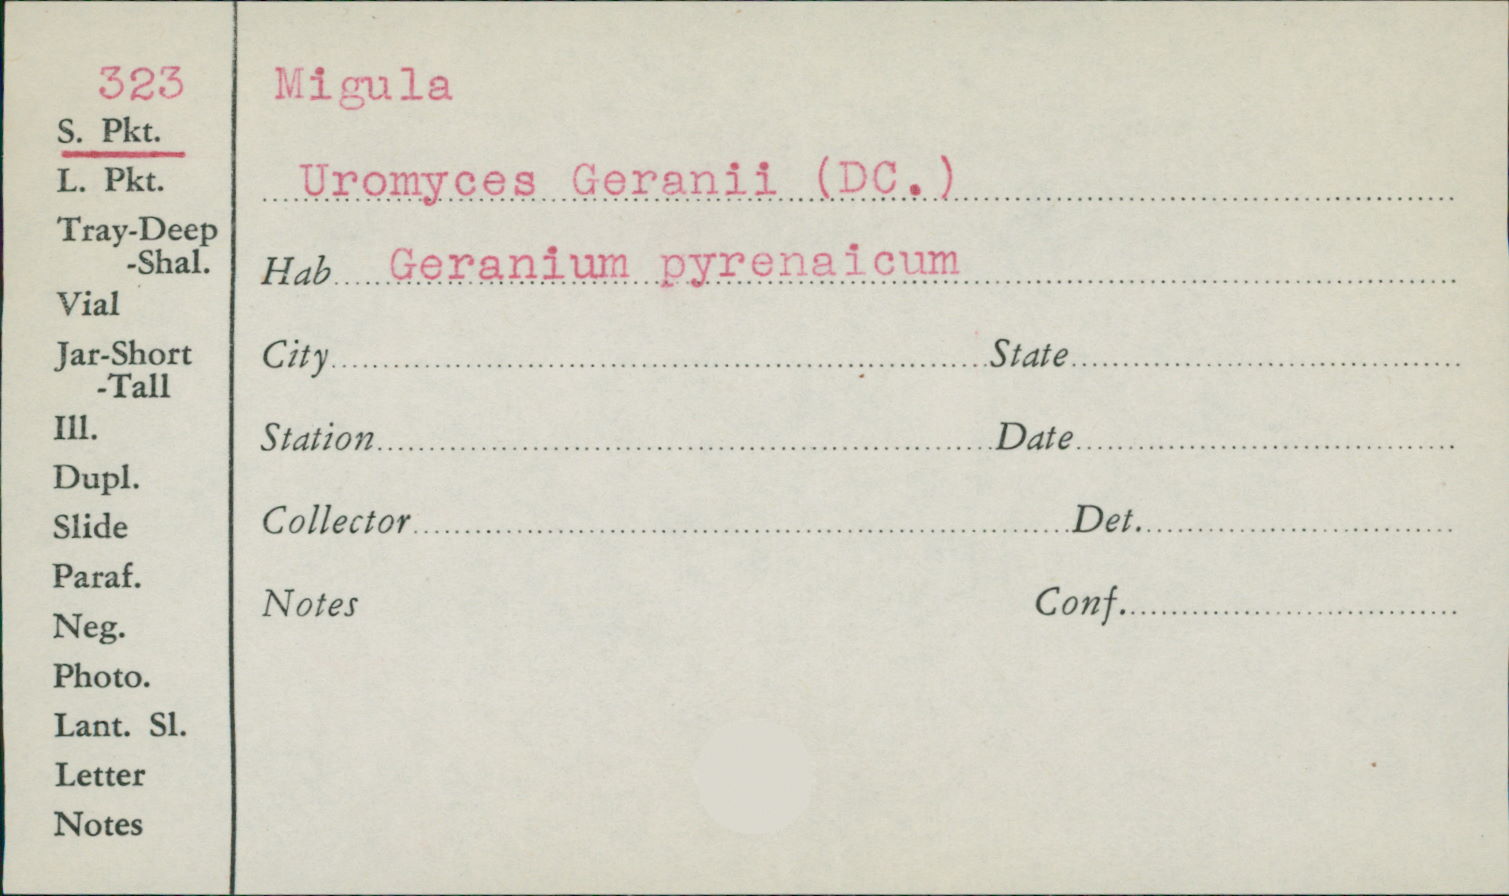 323
S. Pkt.
L. Pkt.
Tray-Deep
-Shal.
Vial
Jar-Short
-Tall
Ill.
Dupl.
Slide
Paraf.
Neg.
Photo.
Lant. Sl.
Letter
Notes
Migula
Uromyces Geranii (DC.)
Hab Geranium pyrenaicum
City State
Station Date
Collector Det.
Notes Conf.